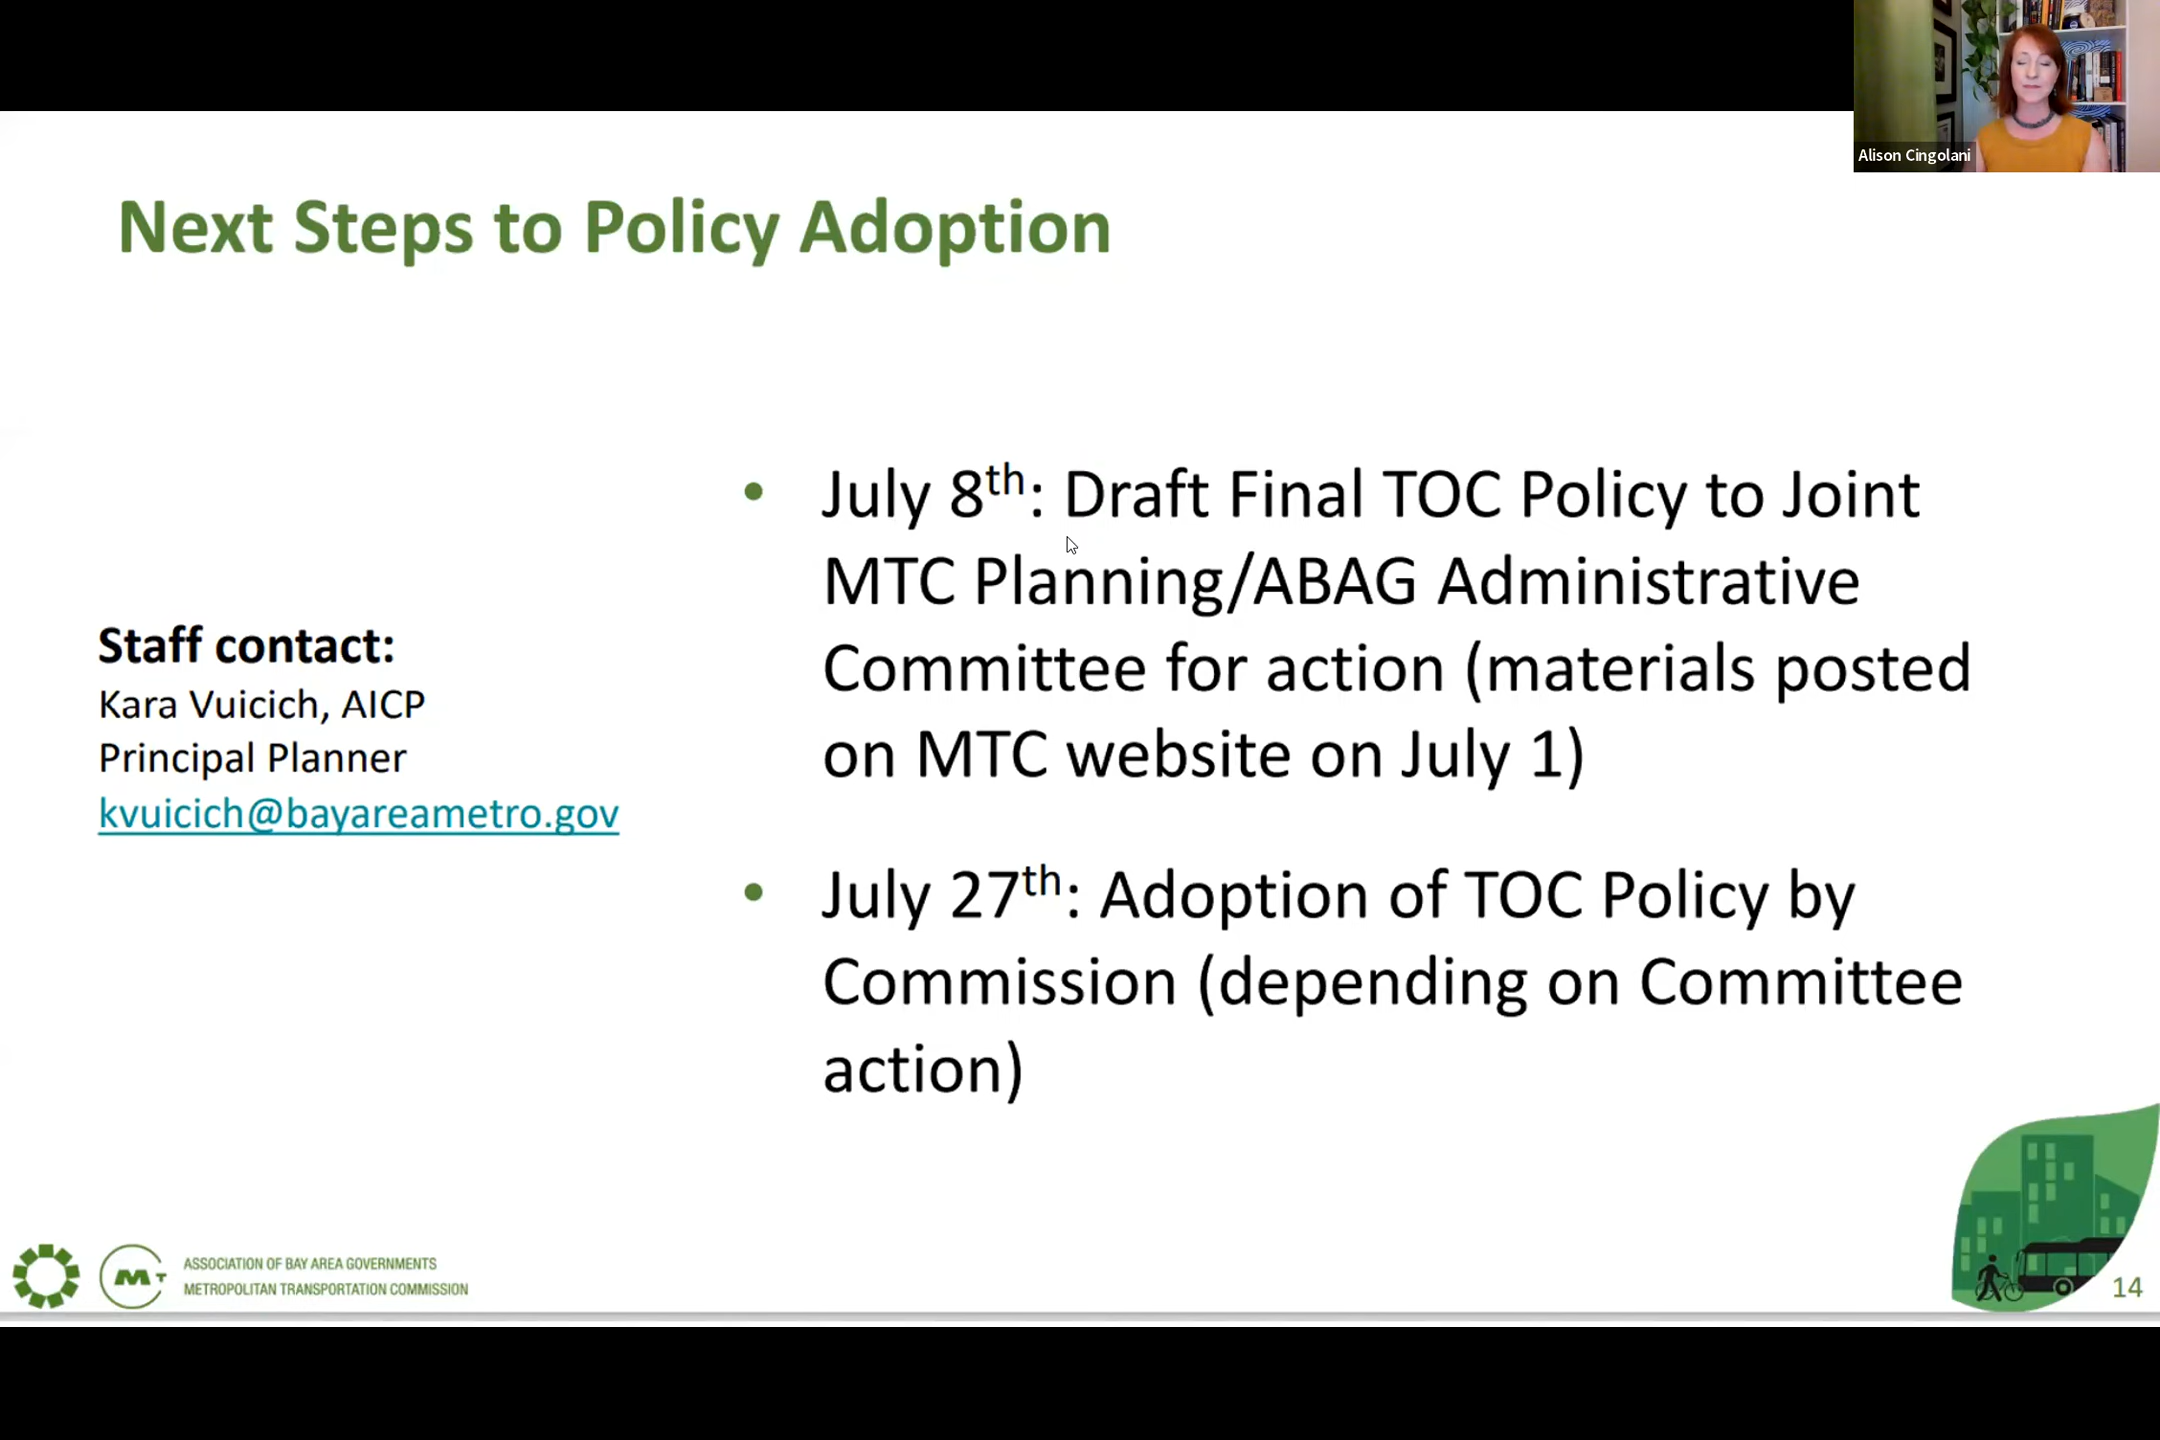 Alison Cingolani
Next Steps to Policy Adoption
Staff contact:
Kara Vuicich, AICP
Principal Planner
kvuicich@bayareametro.gov
• July 8th: Draft Final TOC Policy to Joint
MTC Planning/ABAG Administrative
Committee for action (materials posted
on MTC website on July 1)
• July 27th: Adoption of TOC Policy by
Commission (depending on Committee
action)
MT
ASSOCIATION OF BAY AREA GOVERNMENTS
METROPOLITAN TRANSPORTATION COMMISSION
14